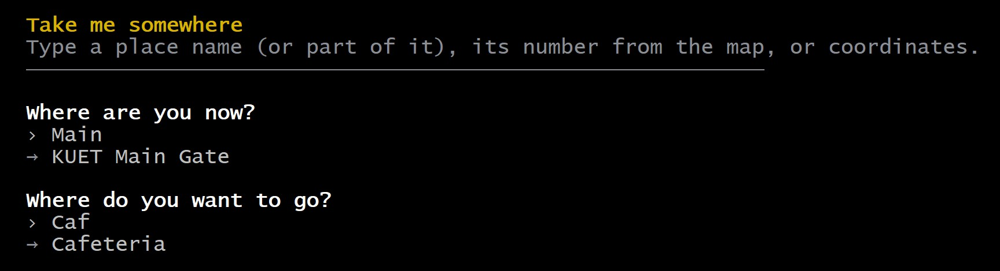 Take me somewhere
Type a place name (or part of it), its number from the map, or coordinates.
Where are you now?
› Main
→ KUET Main Gate
Where do you want to go?
› Caf
→ Cafeteria